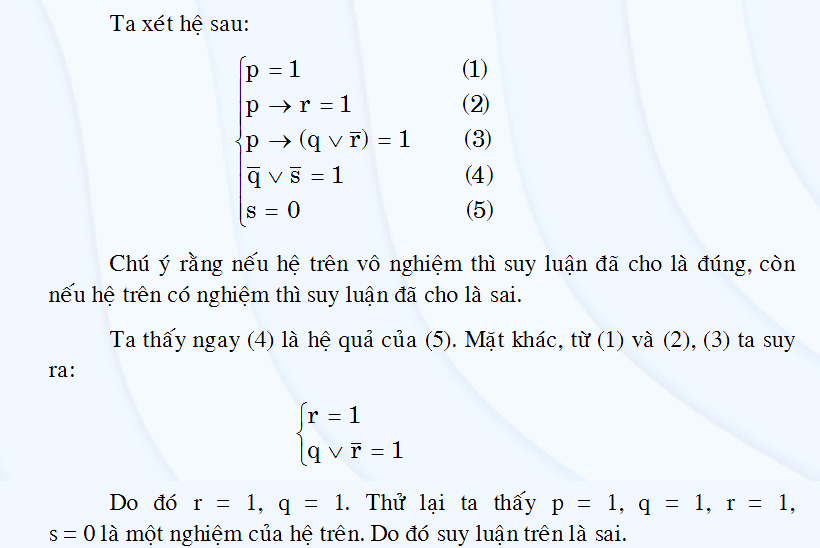 Ta xét hệ sau:
p = 1 (1)
p → r = 1 (2)
p → (q ∨ r̅) = 1 (3)
q̅ ∨ s̅ = 1 (4)
s = 0 (5)
Chú ý rằng nếu hệ trên vô nghiệm thì suy luận đã cho là đúng, còn
nếu hệ trên có nghiệm thì suy luận đã cho là sai.
Ta thấy ngay (4) là hệ quả của (5). Mặt khác, từ (1) và (2), (3) ta suy
ra:
r = 1
q ∨ r̅ = 1
Do đó r = 1, q = 1. Thử lại ta thấy p = 1, q = 1, r = 1,
s = 0 là một nghiệm của hệ trên. Do đó suy luận trên là sai.